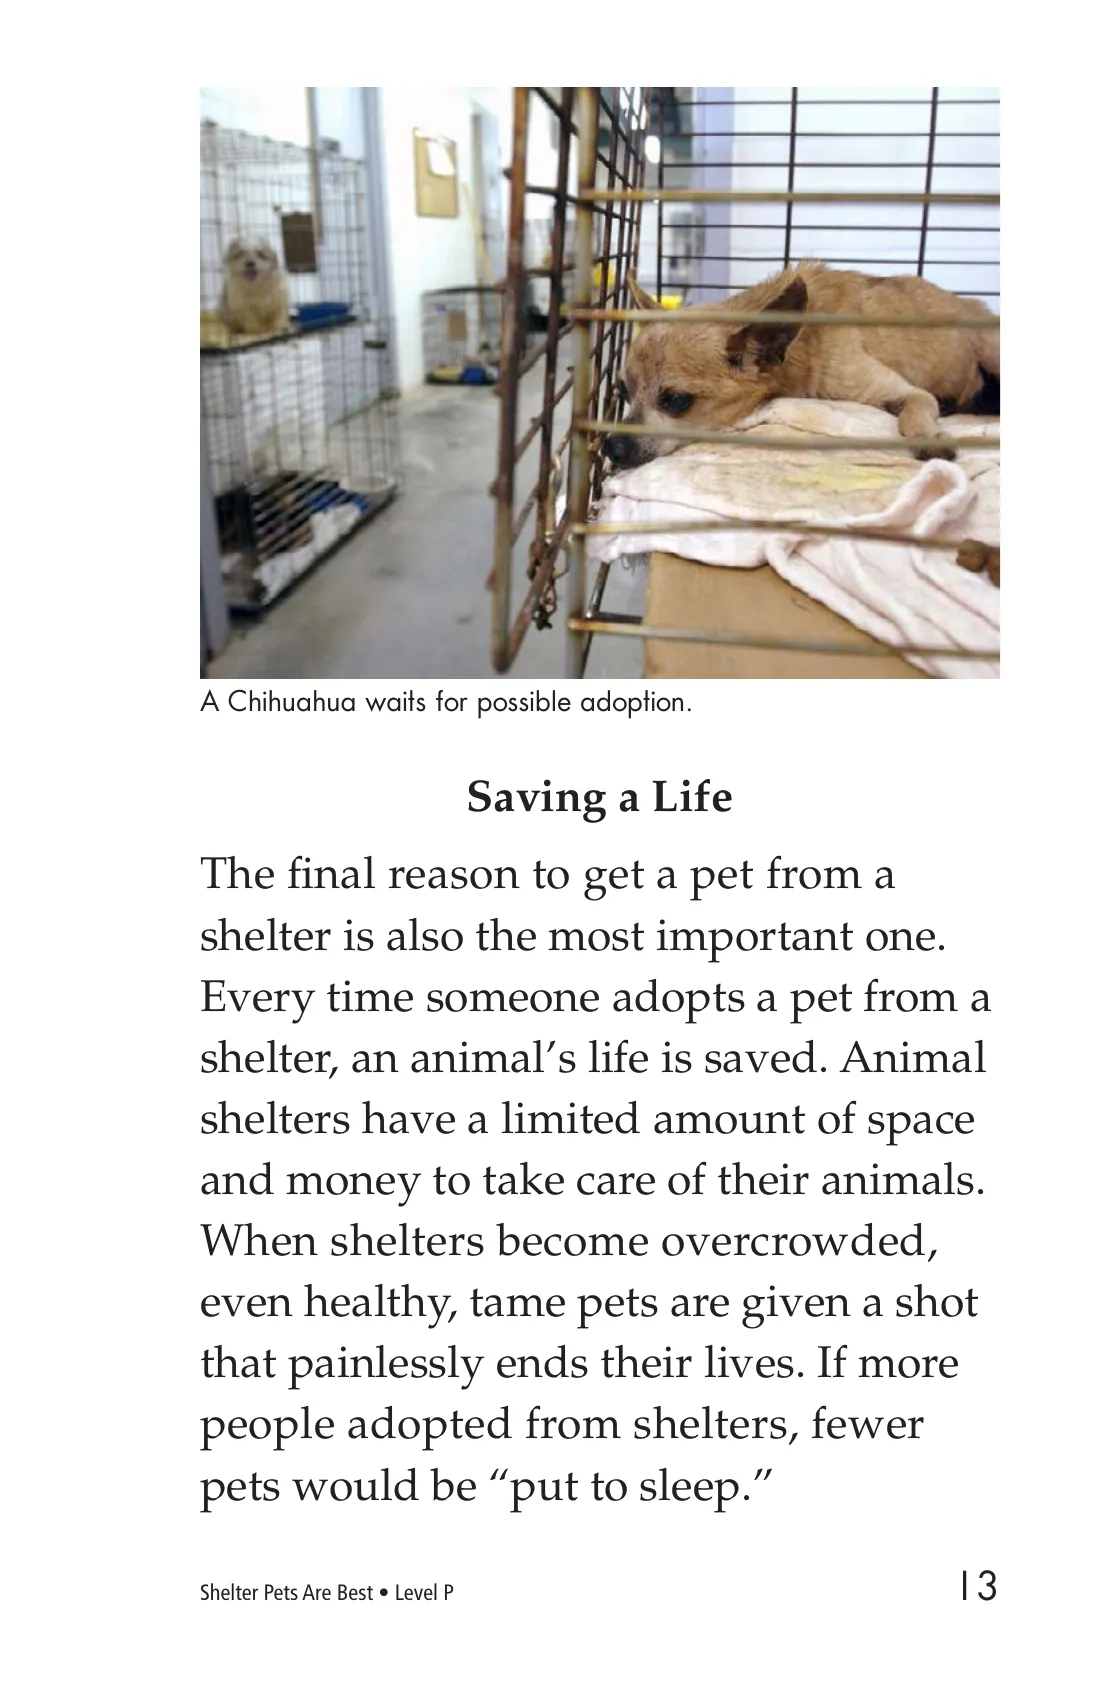 A Chihuahua waits for possible adoption.
Saving a Life
The final reason to get a pet from a
shelter is also the most important one.
Every time someone adopts a pet from a
shelter, an animal’s life is saved. Animal
shelters have a limited amount of space
and money to take care of their animals.
When shelters become overcrowded,
even healthy, tame pets are given a shot
that painlessly ends their lives. If more
people adopted from shelters, fewer
pets would be “put to sleep.”
Shelter Pets Are Best • Level P
13